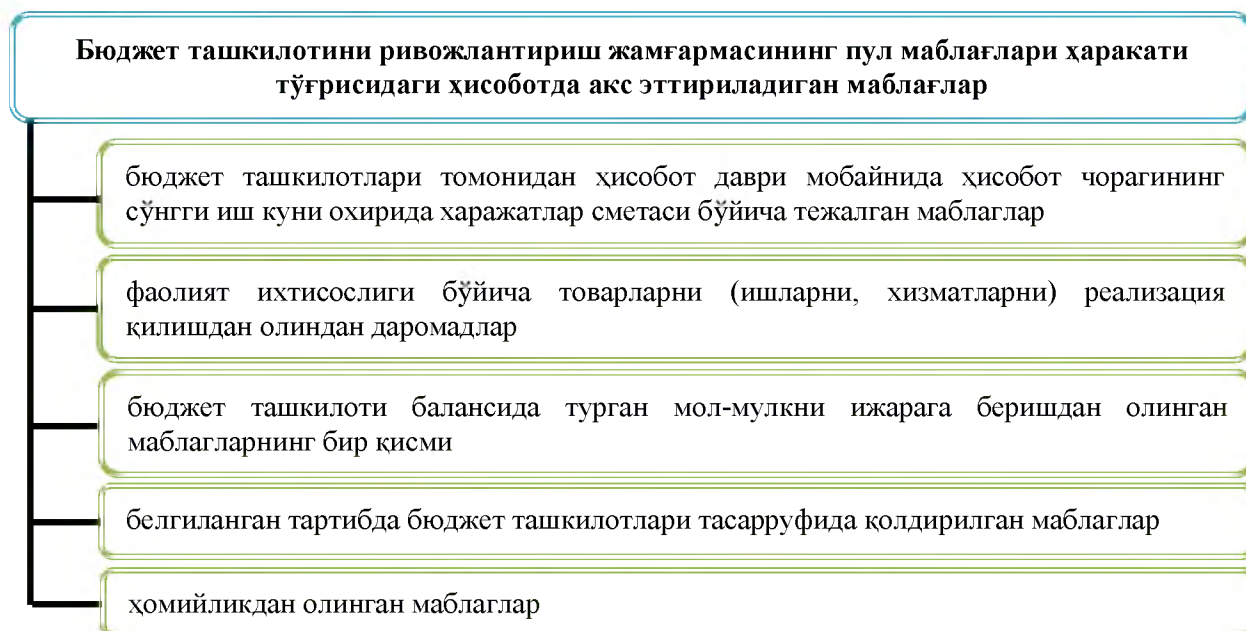 Бюджет ташкилотини ривожлантириш жамғармасининг пул маблағлари ҳаракати
тўғрисидаги ҳисоботда акс эттириладиган маблағлар
бюджет ташкилотлари томонидан ҳисобот даври мобайнида ҳисобот чорагининг
сўнгги иш куни охирида харажатлар сметаси бўйича тежалган маблаглар
фаолият ихтисослиги бўйича товарларни (ишларни, хизматларни) реализация
қилишдан олиндан даромадлар
бюджет ташкилоти балансида турган мол-мулкни ижарага беришдан олинган
маблагларнинг бир қисми
белгиланган тартибда бюджет ташкилотлари тасарруфида қолдирилган маблаглар
ҳомийликдан олинган маблаглар